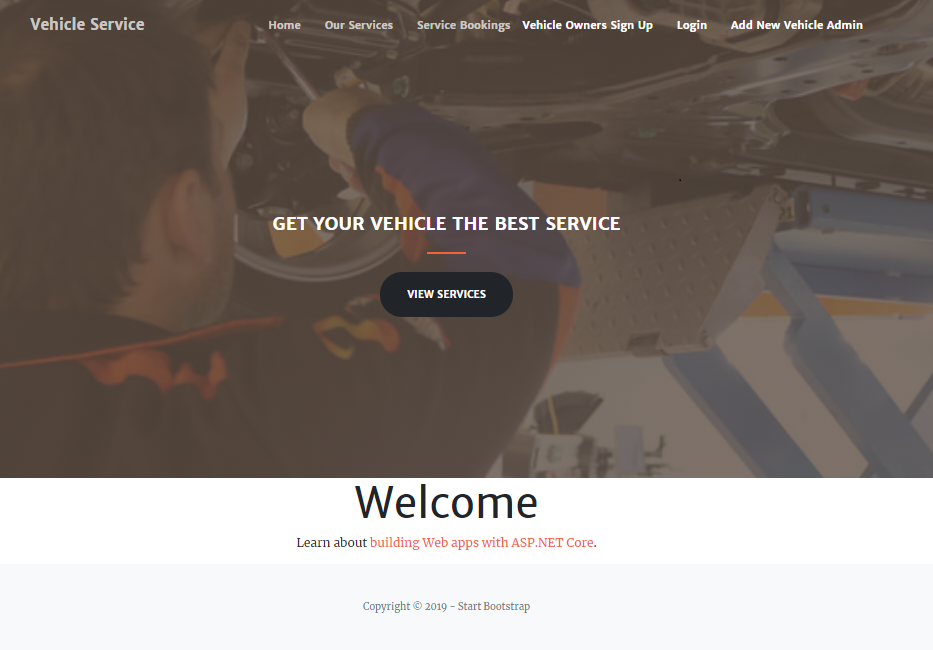 Vehicle Service Home Our Services Service Bookings Vehicle Owners Sign Up Login Add New Vehicle Admin
GET YOUR VEHICLE THE BEST SERVICE
VIEW SERVICES
Welcome
Learn about building Web apps with ASP.NET Core.
Copyright © 2019 - Start Bootstrap